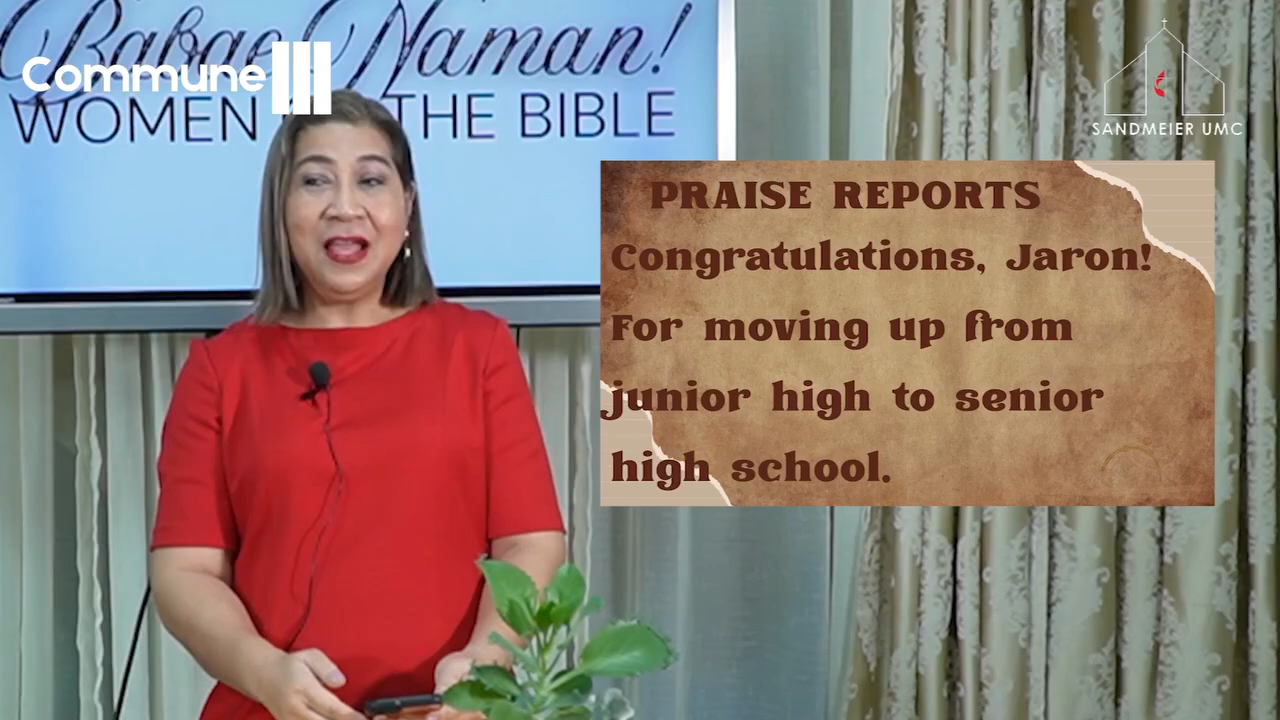 Babae Naman!
Commune
WOMEN THE BIBLE
SANDMEIER UMC
PRAISE REPORTS
Congratulations, Jaron!
For moving up from
junior high to senior
high school.